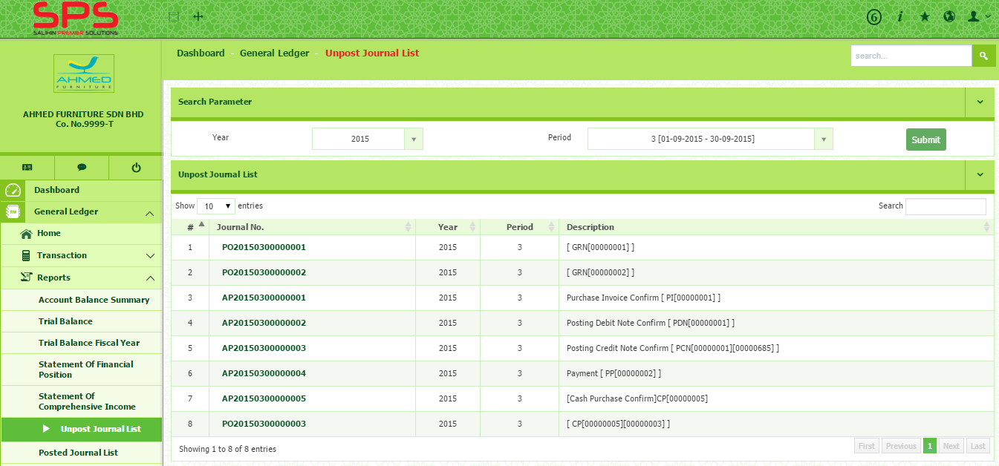 SPS
SALIHIN PREMIER SOLUTIONS
6
i
Dashboard - General Ledger - Unpost Journal List
search...
AHMED
FURNITURE
AHMED FURNITURE SDN BHD
Co. No.9999-T
Dashboard
General Ledger
Home
Transaction
Reports
Account Balance Summary
Trial Balance
Trial Balance Fiscal Year
Statement Of Financial
Position
Statement Of
Comprehensive Income
Unpost Journal List
Posted Journal List
Search Parameter
Year 2015 Period 3 [01-09-2015 - 30-09-2015] Submit
Unpost Journal List
Show 10 entries Search
# Journal No. Year Period Description
1 PO20150300000001 2015 3 [ GRN[00000001] ]
2 PO20150300000002 2015 3 [ GRN[00000002] ]
3 AP20150300000001 2015 3 Purchase Invoice Confirm [ PI[00000001] ]
4 AP20150300000002 2015 3 Posting Debit Note Confirm [ PDN[00000001] ]
5 AP20150300000003 2015 3 Posting Credit Note Confirm [ PCN[00000001][00000685] ]
6 AP20150300000004 2015 3 Payment [ PP[00000002] ]
7 AP20150300000005 2015 3 [Cash Purchase Confirm]CP[00000005]
8 PO20150300000003 2015 3 [ CP[00000005][00000003] ]
Showing 1 to 8 of 8 entries
First Previous 1 Next Last